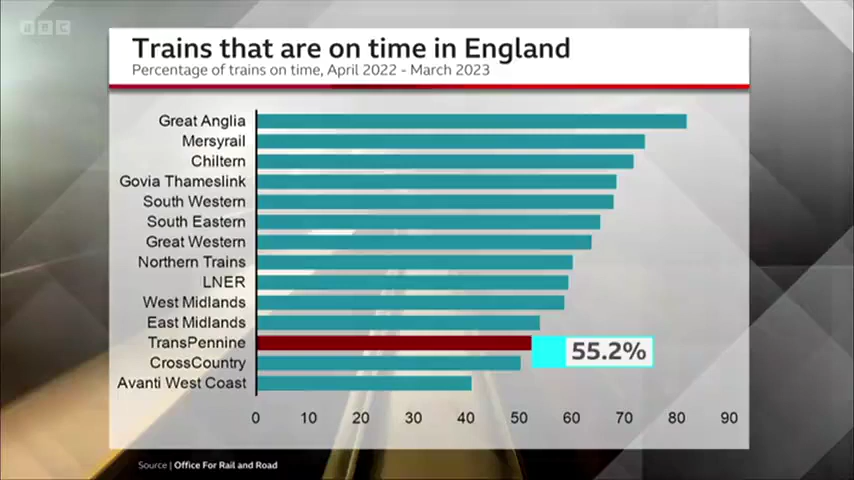 BBC
Trains that are on time in England
Percentage of trains on time, April 2022 - March 2023
Great Anglia
Mersyrail
Chiltern
Govia Thameslink
South Western
South Eastern
Great Western
Northern Trains
LNER
West Midlands
East Midlands
TransPennine
55.2%
CrossCountry
Avanti West Coast
0 10 20 30 40 50 60 70 80 90
Source | Office For Rail and Road